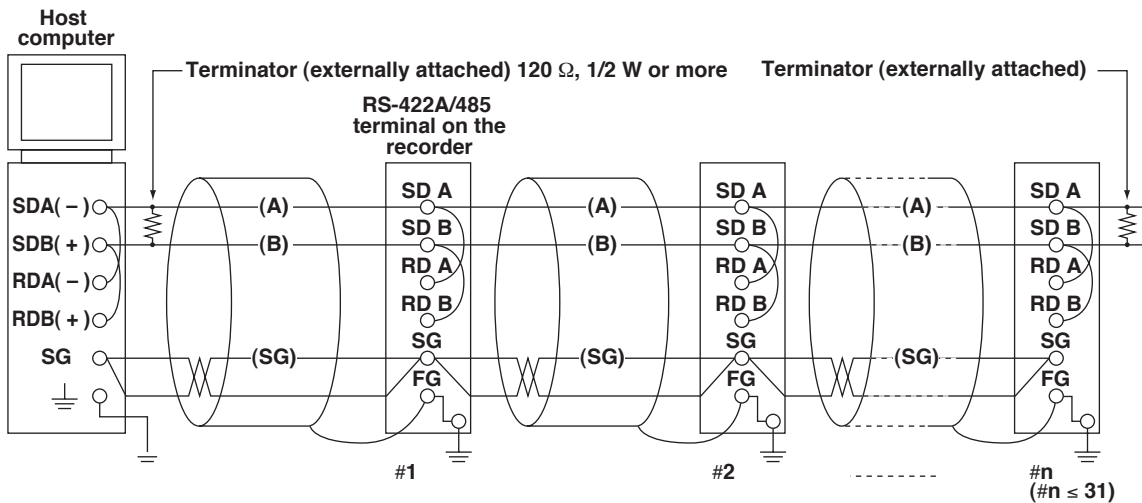 Host
computer
Terminator (externally attached) 120 Ω, 1/2 W or more
Terminator (externally attached)
RS-422A/485
terminal on the
recorder
SDA( − )
SDB( + )
RDA( − )
RDB( + )
SG
(A)
(B)
(SG)
SD A
SD B
RD A
RD B
SG
FG
#1
(A)
(B)
(SG)
SD A
SD B
RD A
RD B
SG
FG
#2
(A)
(B)
(SG)
SD A
SD B
RD A
RD B
SG
FG
#n
(#n ≤ 31)